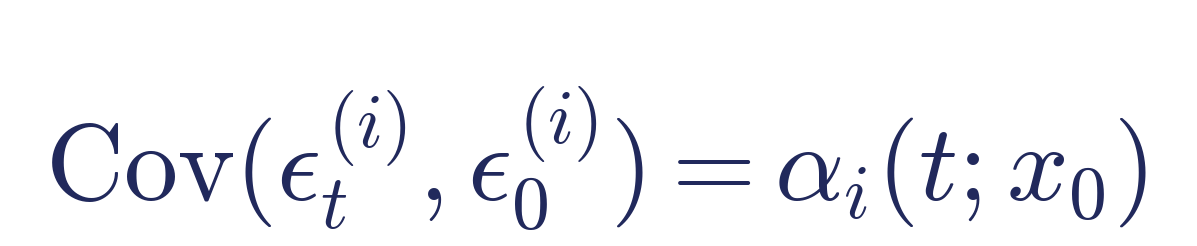 Cov(ϵ_t^{(i)}, ϵ_0^{(i)}) = α_i(t; x_0)